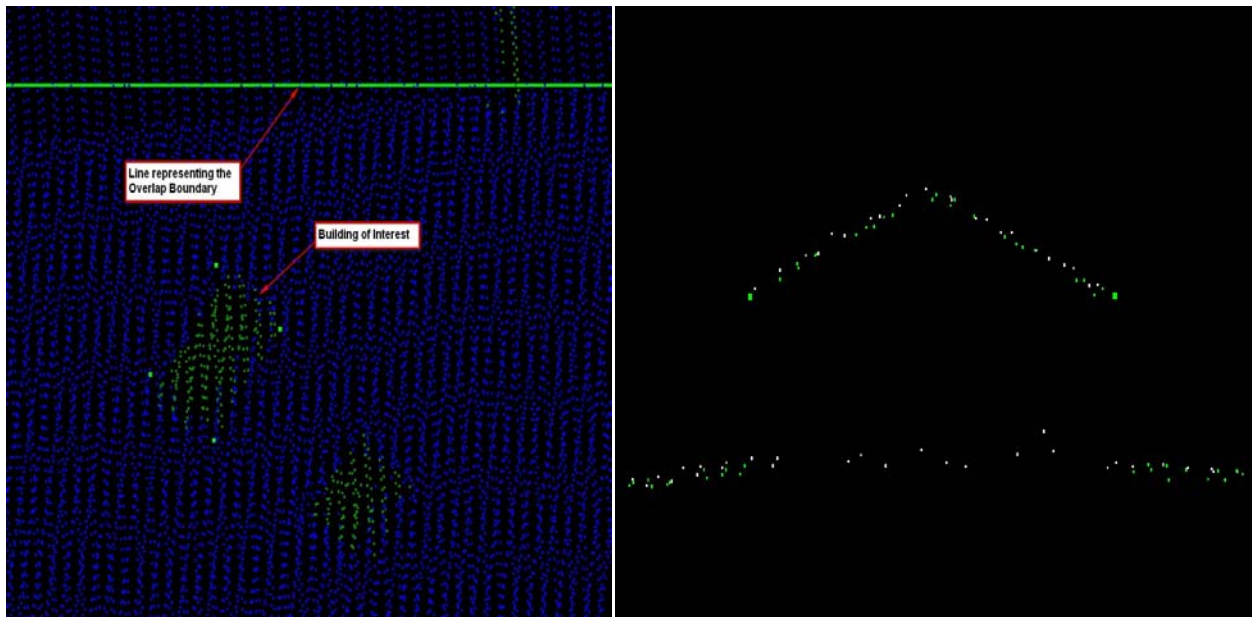 Line representing the
Overlap Boundary
Building of Interest